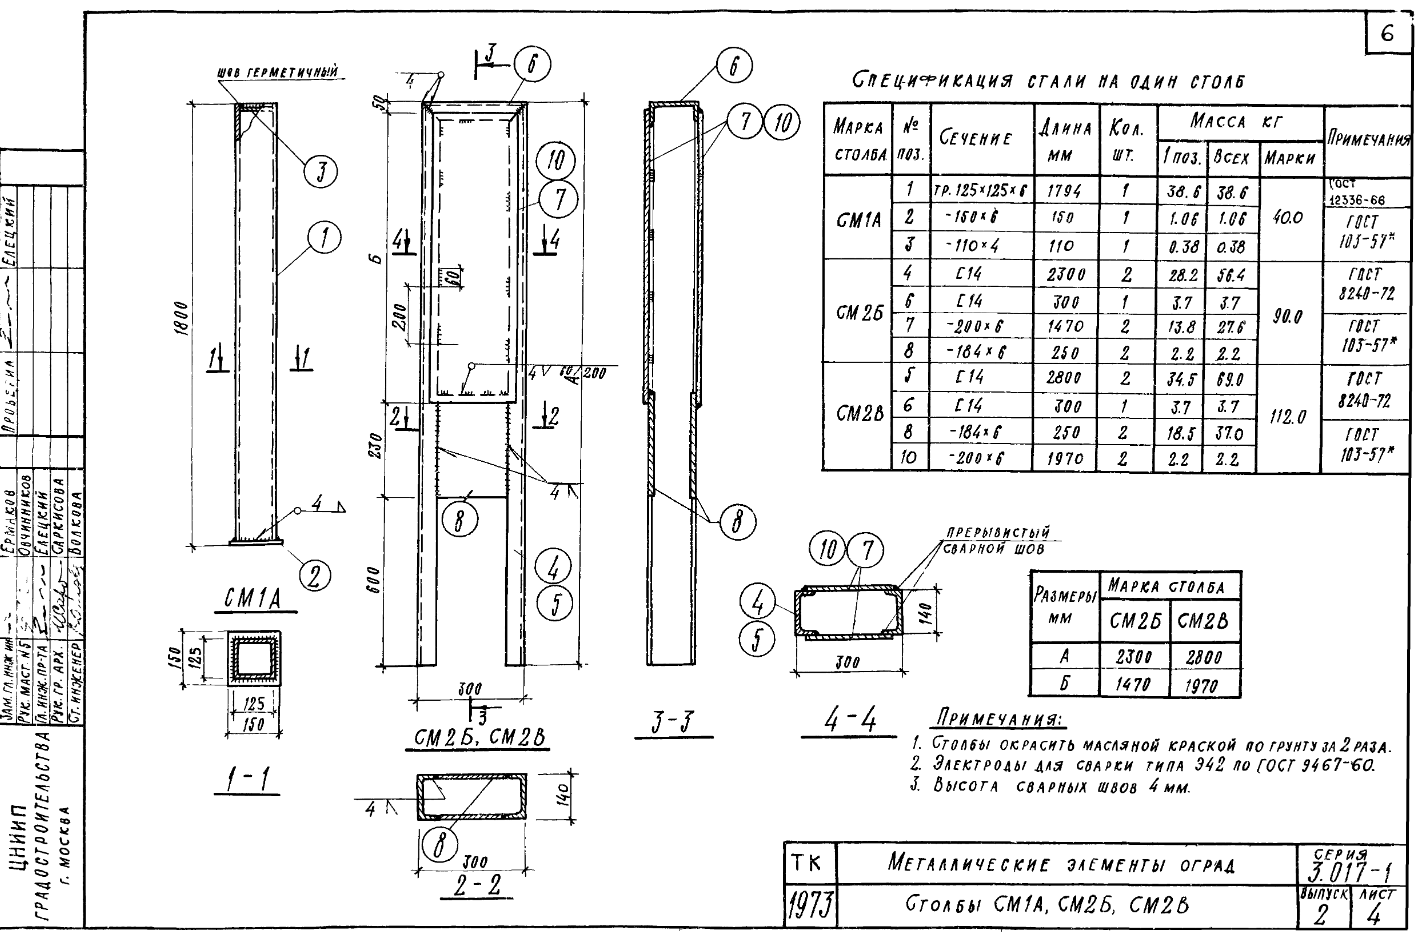 6
Спецификация стали на один столб
Марка столба | № поз. | Сечение | Длина мм | Кол. шт. | Масса кг | Примечания
1 поз. | Всех | Марки
СМ1А | 1 | тр.125×125×6 | 1794 | 1 | 38.6 | 38.6 | 40.0 | ГОСТ 12336-66
2 | -150×6 | 150 | 1 | 1.06 | 1.06 | ГОСТ 103-57*
3 | -110×4 | 110 | 1 | 0.38 | 0.38
СМ2Б | 4 | [14 | 2300 | 2 | 28.2 | 56.4 | 90.0 | ГОСТ 8240-72
6 | [14 | 300 | 1 | 3.7 | 3.7
7 | -200×6 | 1470 | 2 | 13.8 | 27.6 | ГОСТ 103-57*
8 | -184×6 | 250 | 2 | 2.2 | 2.2
СМ2В | 5 | [14 | 2800 | 2 | 34.5 | 69.0 | 112.0 | ГОСТ 8240-72
6 | [14 | 300 | 1 | 3.7 | 3.7
8 | -184×6 | 250 | 2 | 18.5 | 37.0 | ГОСТ 103-57*
10 | -200×6 | 1970 | 2 | 2.2 | 2.2
шов герметичный
3
1
1800
1 1
4
2
СМ1А
150
125
125
150
1-1
3
4
6
50
10
7
4 4
Б
60
200
4 60/200
А
2 2
230
4
8
600
4
5
300
3
СМ2Б, СМ2В
4
140
8
300
2-2
6
7 10
8
3-3
прерывистый
сварной шов
10 7
4
5
140
300
4-4
Размеры мм | Марка столба
СМ2Б | СМ2В
А | 2300 | 2800
Б | 1470 | 1970
Примечания:
1. Столбы окрасить масляной краской по грунту за 2 раза.
2. Электроды для сварки типа Э42 по ГОСТ 9467-60.
3. Высота сварных швов 4 мм.
ТК | Металлические элементы оград | серия 3.017-1
1973 | Столбы СМ1А, СМ2Б, СМ2В | выпуск 2 | лист 4
ЦНИИП
градостроительства
г. Москва
Зам. гл. инж. ин Ермаков
Рук. маст. №5 Овчинников
Гл. инж. пр-та Елецкий
Рук. гр. арх. Саркисова
Ст. инженер Волкова
Проверил Елецкий